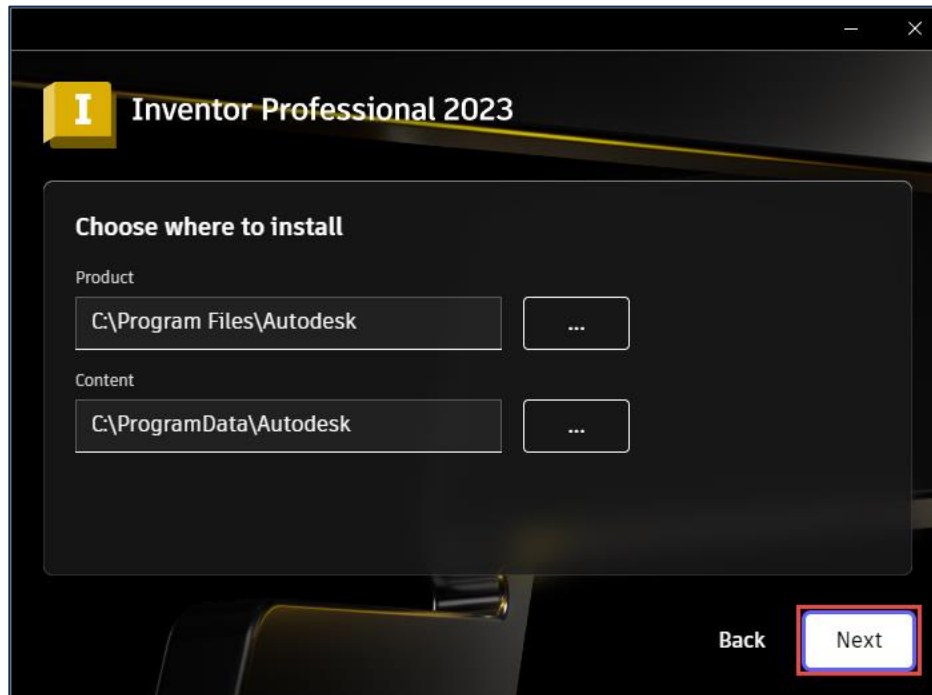 I Inventor Professional 2023
Choose where to install
Product
C:\Program Files\Autodesk
...
Content
C:\ProgramData\Autodesk
...
Back
Next